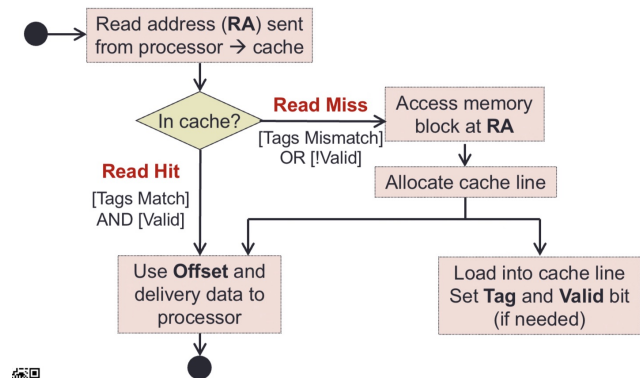 Read address (RA) sent
from processor → cache
In cache?
Read Miss
[Tags Mismatch]
OR [!Valid]
Access memory
block at RA
Allocate cache line
Read Hit
[Tags Match]
AND [Valid]
Use Offset and
delivery data to
processor
Load into cache line
Set Tag and Valid bit
(if needed)